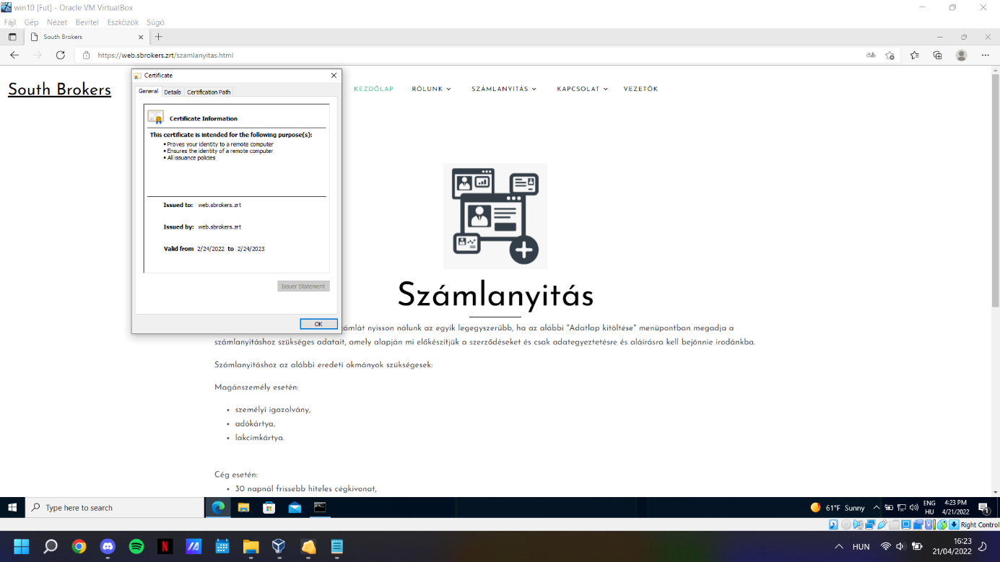 win10 [Fut] - Oracle VM VirtualBox
Fájl Gép Nézet Bevitel Eszközök Súgó
South Brokers
https://web.sbrokers.zrt/szamlanyitas.html
South Brokers
KEZDŐLAP RÓLUNK SZÁMLANYITÁS KAPCSOLAT VEZETŐK
Certificate
General Details Certification Path
Certificate Information
This certificate is intended for the following purpose(s):
• Proves your identity to a remote computer
• Ensures the identity of a remote computer
• All issuance policies
Issued to: web.sbrokers.zrt
Issued by: web.sbrokers.zrt
Valid from 2/24/2022 to 2/24/2023
Issuer Statement
OK
Számlanyitás
ámlát nyisson nálunk az egyik legegyszerűbb, ha az alábbi "Adatlap kitöltése" menüpontban megadja a
számlanyitáshoz szükséges adatait, amely alapján mi előkészítjük a szerződéseket és csak adategyeztetésre és aláírásra kell bejönnie irodánkba.
Számlanyitáshoz az alábbi eredeti okmányok szükségesek:
Magánszemély esetén:
• személyi igazolvány,
• adókártya,
• lakcímkártya.
Cég esetén:
• 30 napnál frissebb hiteles cégkivonat,
Type here to search
61°F Sunny
ENG
HU
4:23 PM
4/21/2022
1
Right Control
HUN
16:23
21/04/2022